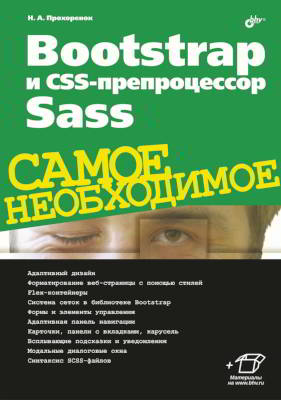 Н. А. Прохоренок
bhv®
Bootstrap
и CSS-препроцессор
Sass
САМОЕ
НЕОБХОДИМОЕ
Адаптивный дизайн
Форматирование веб-страницы с помощью стилей
Flex-контейнеры
Система сеток в библиотеке Bootstrap
Формы и элементы управления
Адаптивная панель навигации
Карточки, панели с вкладками, карусель
Всплывающие подсказки и уведомления
Модальные диалоговые окна
Синтаксис SCSS-файлов
+
Материалы
на www.bhv.ru